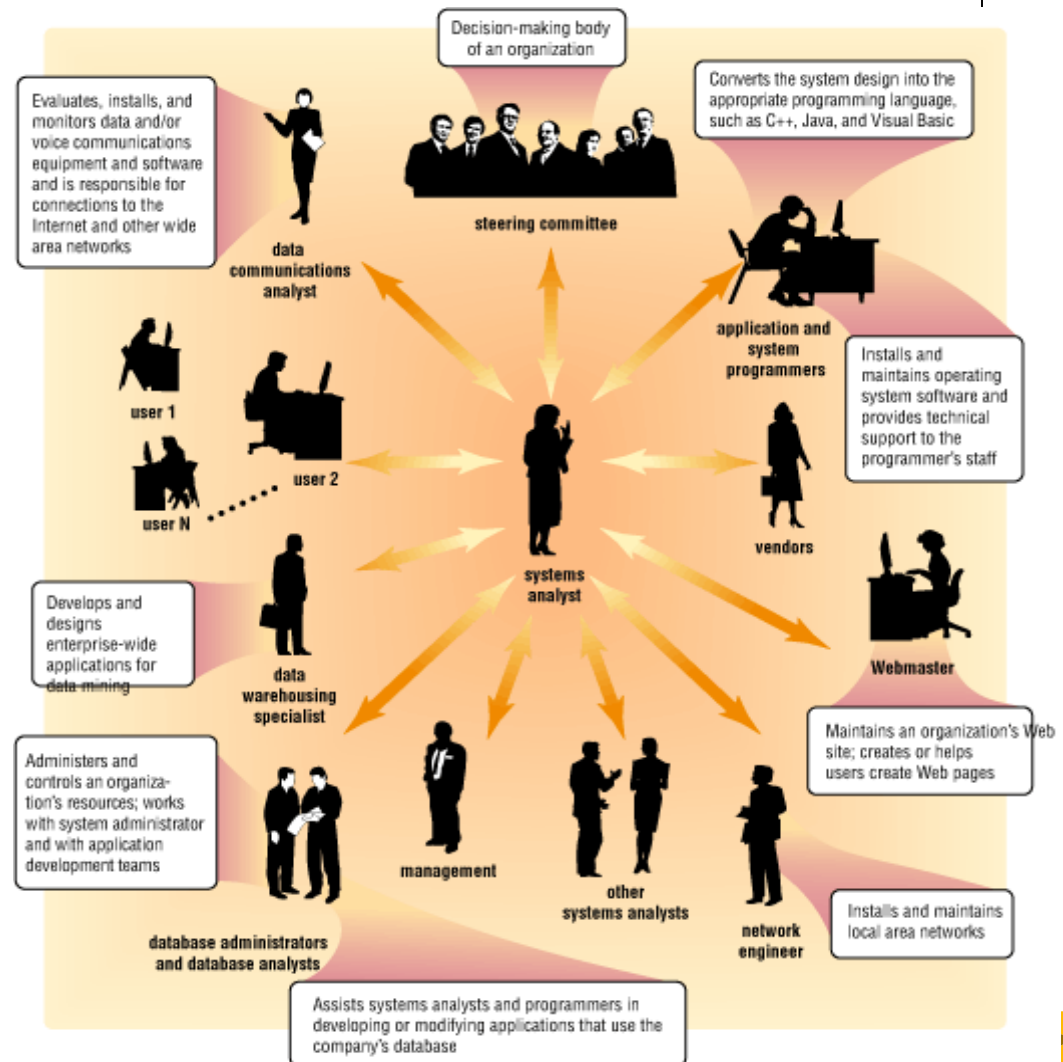 Decision-making body
of an organization
Evaluates, installs, and
monitors data and/or
voice communications
equipment and software
and is responsible for
connections to the
Internet and other wide
area networks
Converts the system design into the
appropriate programming language,
such as C++, Java, and Visual Basic
steering committee
data
communications
analyst
application and
system
programmers
Installs and
maintains operating
system software and
provides technical
support to the
programmer's staff
user 1
user 2
user N
vendors
systems
analyst
Develops and
designs
enterprise-wide
applications for
data mining
data
warehousing
specialist
Webmaster
Maintains an organization's Web
site; creates or helps
users create Web pages
Administers and
controls an organiza-
tion's resources; works
with system administrator
and with application
development teams
management
other
systems analysts
network
engineer
Installs and maintains
local area networks
database administrators
and database analysts
Assists systems analysts and programmers in
developing or modifying applications that use the
company's database